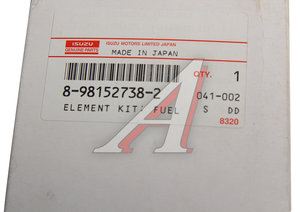 ISUZU
GENUINE PARTS
ISUZU MOTORS LIMITED JAPAN
MADE IN JAPAN
QTY. 1
8-98152738-2 041-002
ELEMENT KIT; FUEL S DD
8320